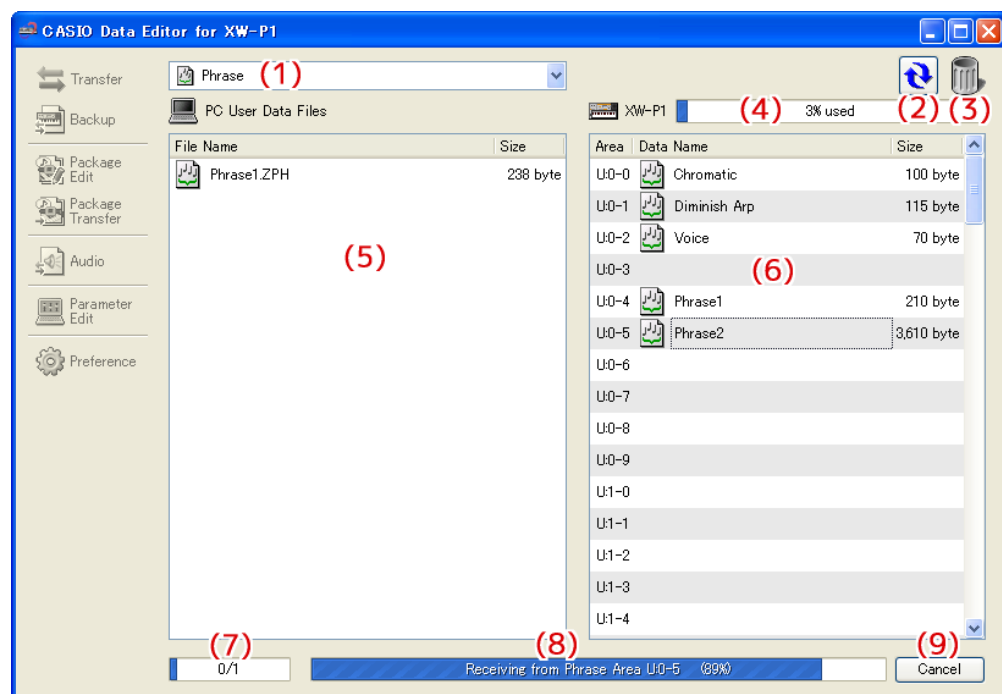 CASIO Data Editor for XW-P1
Transfer
Backup
Package
Edit
Package
Transfer
Audio
Parameter
Edit
Preference
Phrase (1)
(2) (3)
PC User Data Files
XW-P1 (4) 3% used
File Name Size
Phrase1.ZPH 238 byte
(5)
Area Data Name Size
U:0-0 Chromatic 100 byte
U:0-1 Diminish Arp 115 byte
U:0-2 Voice 70 byte
U:0-3 (6)
U:0-4 Phrase1 210 byte
U:0-5 Phrase2 3,610 byte
U:0-6
U:0-7
U:0-8
U:0-9
U:1-0
U:1-1
U:1-2
U:1-3
U:1-4
(7) (8) (9)
0/1 Receiving from Phrase Area U:0-5 (89%) Cancel